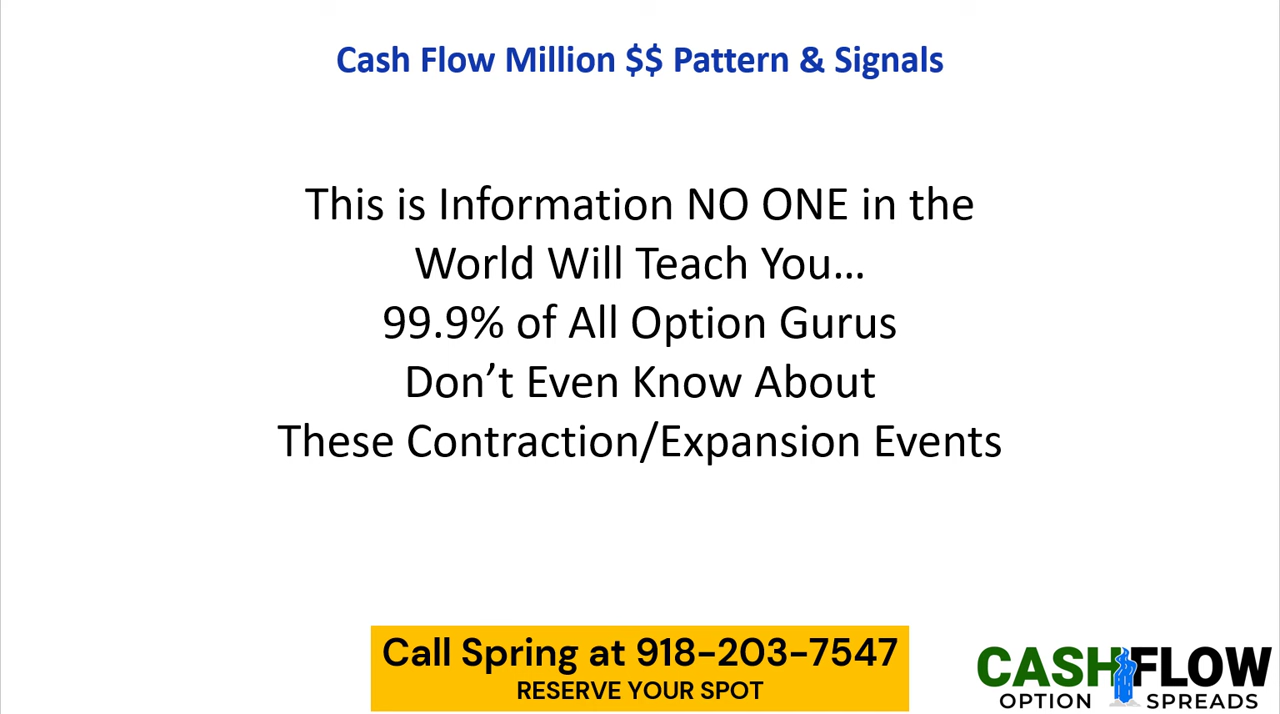 Cash Flow Million $$ Pattern & Signals
This is Information NO ONE in the
World Will Teach You...
99.9% of All Option Gurus
Don’t Even Know About
These Contraction/Expansion Events
Call Spring at 918-203-7547
RESERVE YOUR SPOT
CASH FLOW
OPTION SPREADS